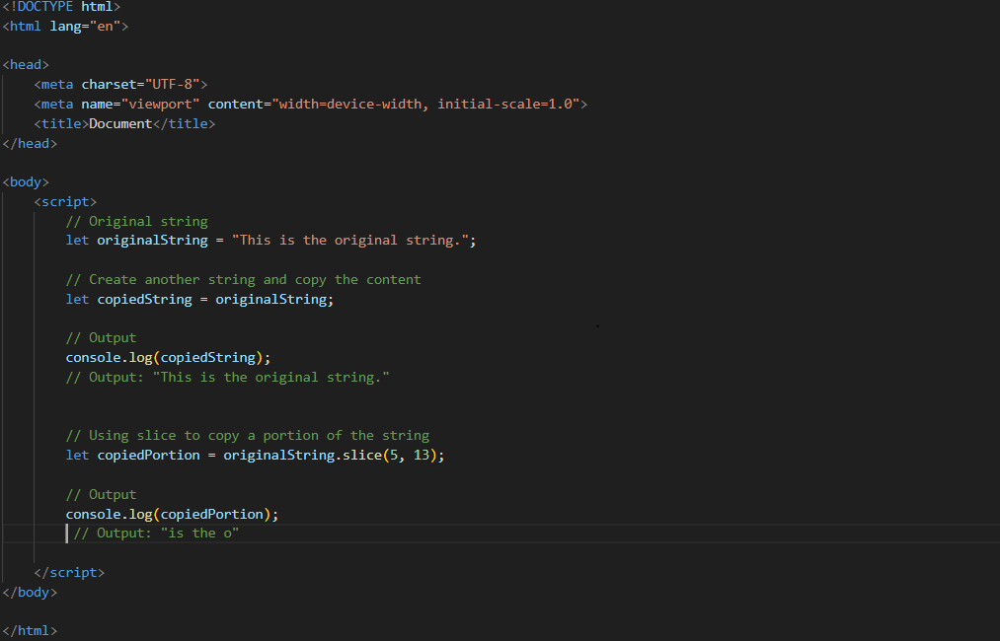 <!DOCTYPE html>
<html lang="en">
<head>
    <meta charset="UTF-8">
    <meta name="viewport" content="width=device-width, initial-scale=1.0">
    <title>Document</title>
</head>
<body>
    <script>
        // Original string
        let originalString = "This is the original string.";
        // Create another string and copy the content
        let copiedString = originalString;
        // Output
        console.log(copiedString);
        // Output: "This is the original string."
        // Using slice to copy a portion of the string
        let copiedPortion = originalString.slice(5, 13);
        // Output
        console.log(copiedPortion);
         // Output: "is the o"
    </script>
</body>
</html>